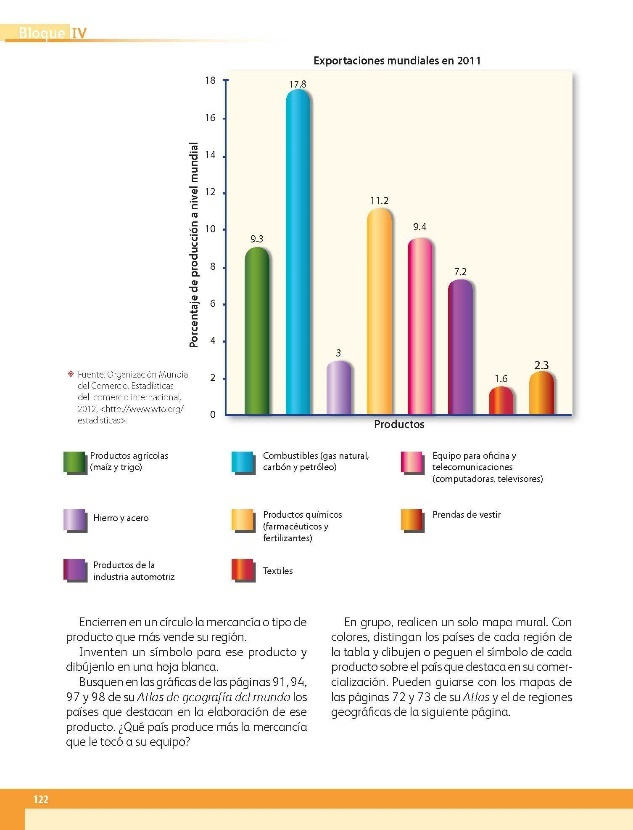 Bloque IV
Exportaciones mundiales en 2011
Porcentaje de producción a nivel mundial
18
16
14
12
10
8
6
4
2
0
9.3
17.8
3
11.2
9.4
7.2
1.6
2.3
Productos
Fuente: Organización Mundial
del Comercio. Estadísticas
del comercio internacional,
2012, <http://www.wto.org/
estadísticas>.
Productos agrícolas
(maíz y trigo)
Combustibles (gas natural,
carbón y petróleo)
Equipo para oficina y
telecomunicaciones
(computadoras, televisores)
Hierro y acero
Productos químicos
(farmacéuticos y
fertilizantes)
Prendas de vestir
Productos de la
industria automotriz
Textiles
Encierren en un círculo la mercancía o tipo de
producto que más vende su región.
Inventen un símbolo para ese producto y
dibújenlo en una hoja blanca.
Busquen en las gráficas de las páginas 91, 94,
97 y 98 de su Atlas de geografía del mundo los
países que destacan en la elaboración de ese
producto. ¿Qué país produce más la mercancía
que le tocó a su equipo?
En grupo, realicen un solo mapa mural. Con
colores, distingan los países de cada región de
la tabla y dibujen o peguen el símbolo de cada
producto sobre el país que destaca en su comer-
cialización. Pueden guiarse con los mapas de
las páginas 72 y 73 de su Atlas y el de regiones
geográficas de la siguiente página.
122